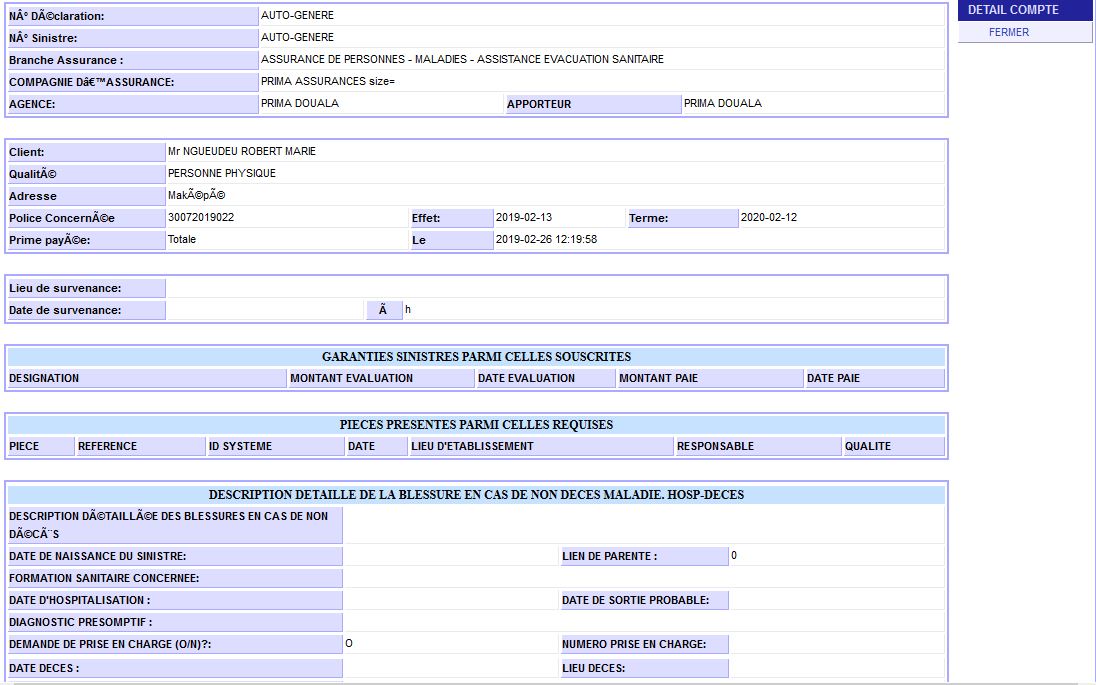 NÂº DÃ©claration: AUTO-GENERE
NÂº Sinistre: AUTO-GENERE
Branche Assurance : ASSURANCE DE PERSONNES - MALADIES - ASSISTANCE EVACUATION SANITAIRE
COMPAGNIE Dâ€™ASSURANCE: PRIMA ASSURANCES size=
AGENCE: PRIMA DOUALA APPORTEUR PRIMA DOUALA
DETAIL COMPTE
FERMER
Client: Mr NGUEUDEU ROBERT MARIE
QualitÃ© PERSONNE PHYSIQUE
Adresse MakÃ©pÃ©
Police ConcernÃ©e 30072019022 Effet: 2019-02-13 Terme: 2020-02-12
Prime payÃ©e: Totale Le 2019-02-26 12:19:58
Lieu de survenance:
Date de survenance: Ã h
GARANTIES SINISTRES PARMI CELLES SOUSCRITES
DESIGNATION MONTANT EVALUATION DATE EVALUATION MONTANT PAIE DATE PAIE
PIECES PRESENTES PARMI CELLES REQUISES
PIECE REFERENCE ID SYSTEME DATE LIEU D'ETABLISSEMENT RESPONSABLE QUALITE
DESCRIPTION DETAILLE DE LA BLESSURE EN CAS DE NON DECES MALADIE. HOSP-DECES
DESCRIPTION DÃ©TAILLÃ©E DES BLESSURES EN CAS DE NON
DÃ©CÃ¨S
DATE DE NAISSANCE DU SINISTRE: LIEN DE PARENTE : 0
FORMATION SANITAIRE CONCERNEE:
DATE D'HOSPITALISATION : DATE DE SORTIE PROBABLE:
DIAGNOSTIC PRESOMPTIF :
DEMANDE DE PRISE EN CHARGE (O/N)?: O NUMERO PRISE EN CHARGE:
DATE DECES : LIEU DECES: